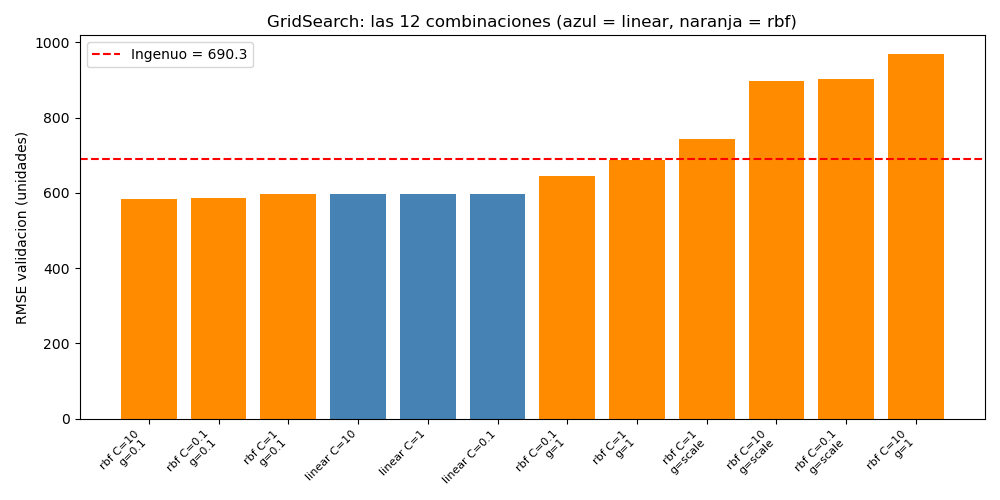 GridSearch: las 12 combinaciones (azul = linear, naranja = rbf)
Ingenuo = 690.3
RMSE validacion (unidades)
1000
800
600
400
200
0
rbf C=10
g=0.1
rbf C=0.1
g=0.1
rbf C=1
g=0.1
linear C=10
linear C=1
linear C=0.1
rbf C=0.1
g=1
rbf C=1
g=1
rbf C=1
g=scale
rbf C=10
g=scale
rbf C=0.1
g=scale
rbf C=10
g=1